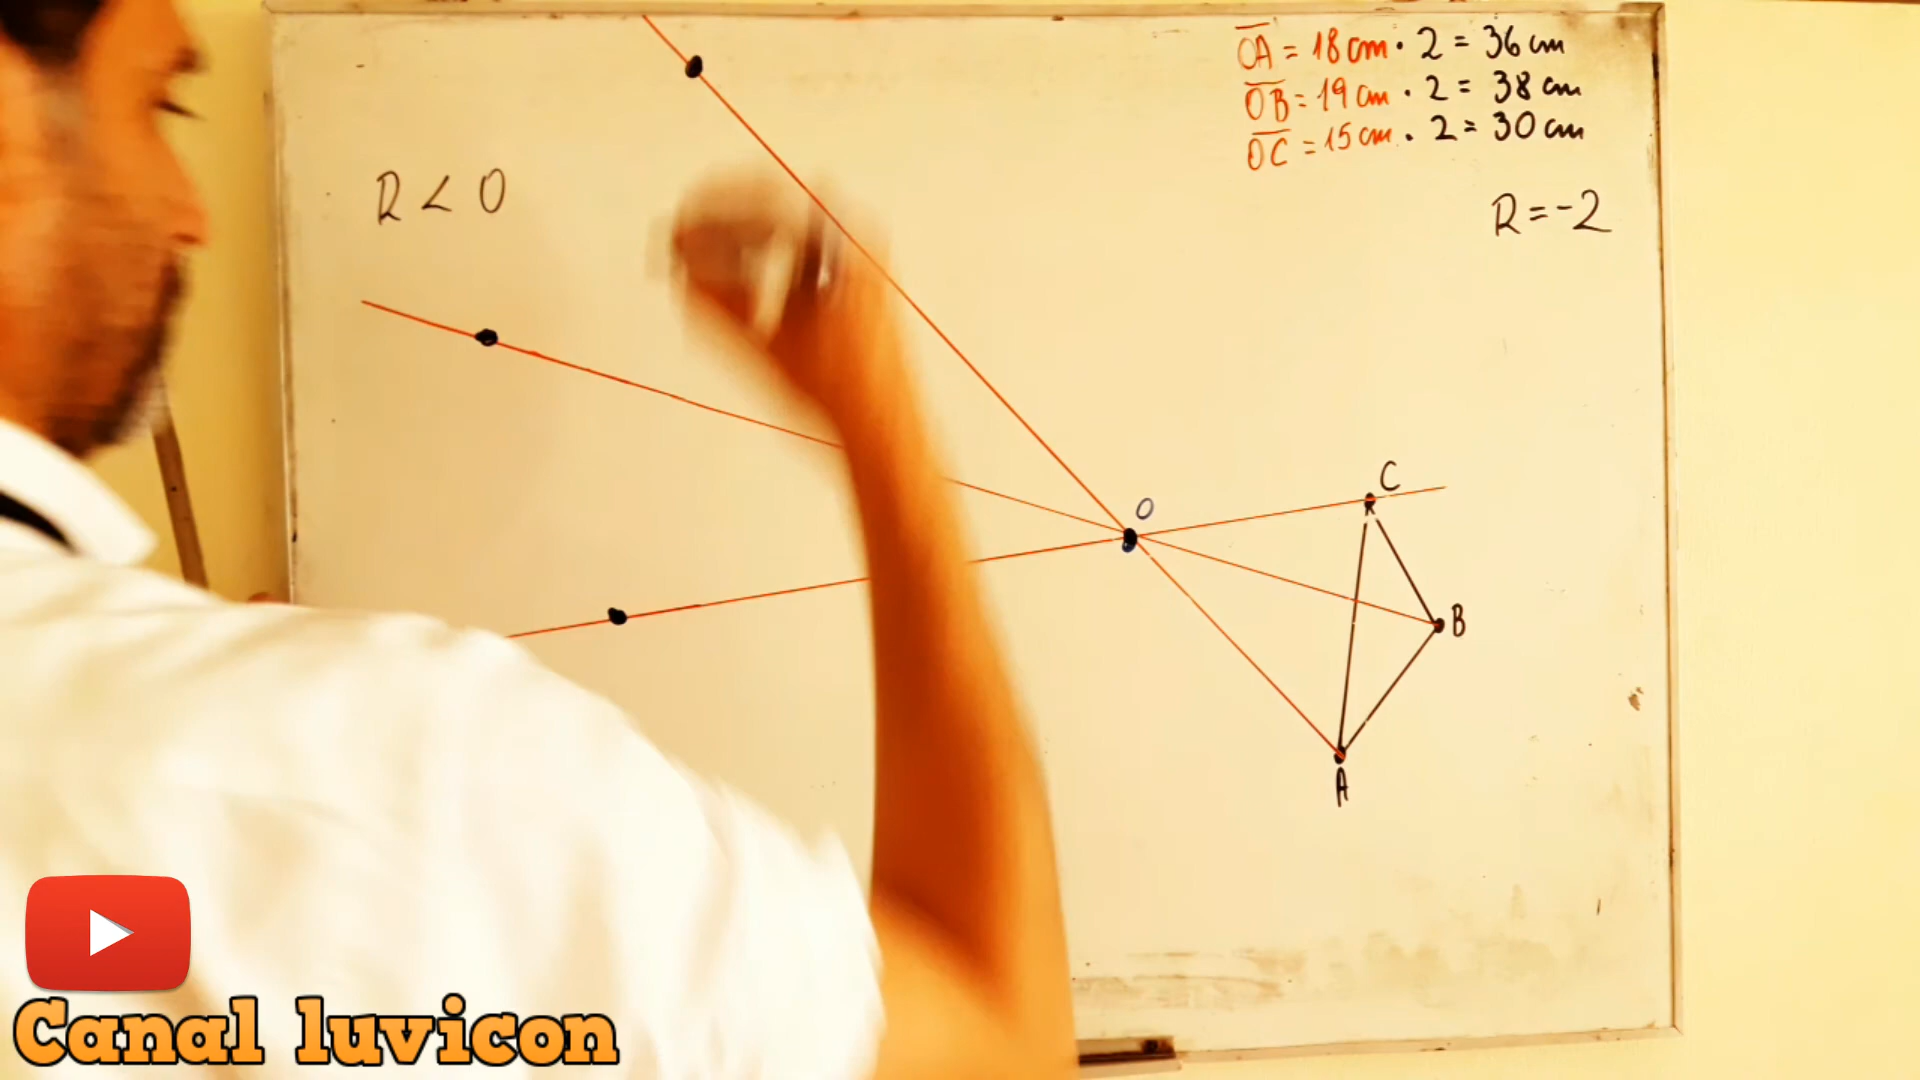 OA = 18 cm · 2 = 36 cm
OB = 19 cm · 2 = 38 cm
OC = 15 cm · 2 = 30 cm
R < 0
R = -2
C
O
B
A
Canal luvicon